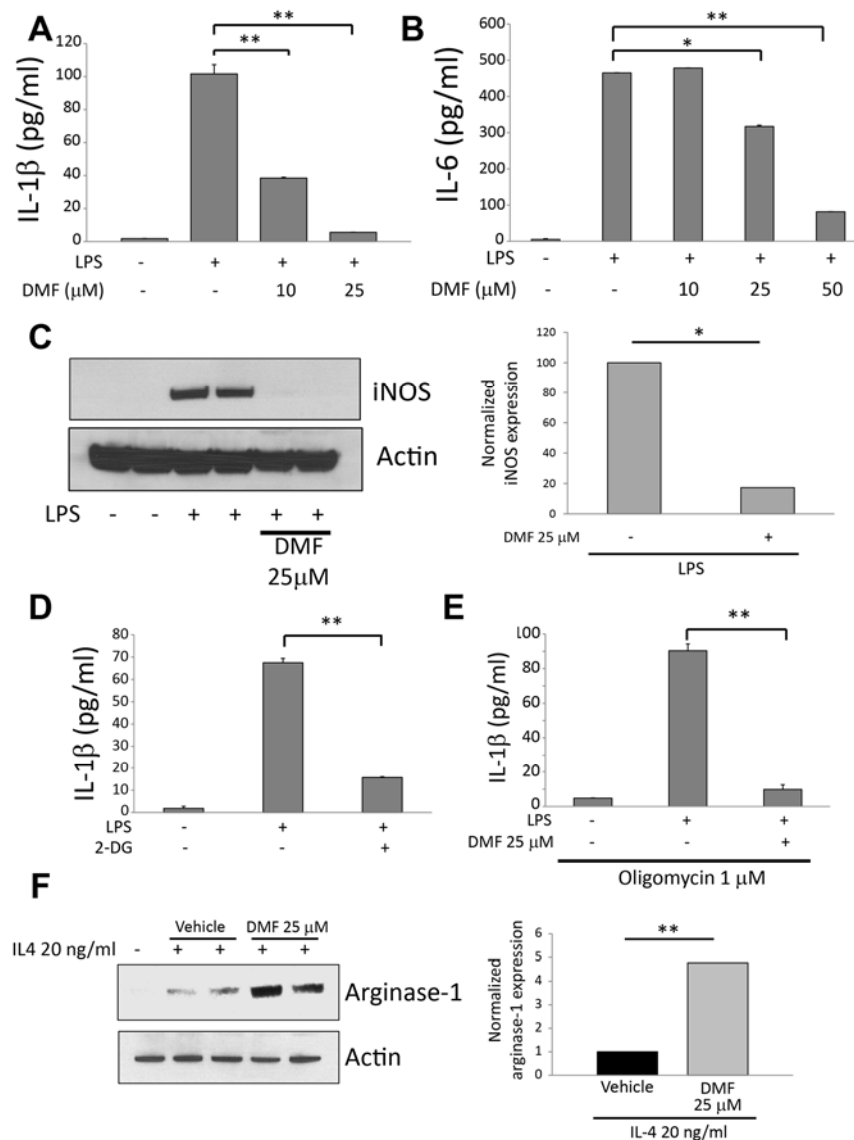 A
**
**
IL-1β (pg/ml)
120
100
80
60
40
20
0
LPS - + + +
DMF (μM) - - 10 25
B
**
*
IL-6 (pg/ml)
600
500
400
300
200
100
0
LPS - + + + +
DMF (μM) - - 10 25 50
C
iNOS
Actin
LPS - - + + + +
DMF
25μM
*
Normalized
iNOS expression
120
100
80
60
40
20
0
DMF 25 μM - +
LPS
D
**
IL-1β (pg/ml)
80
70
60
50
40
30
20
10
0
LPS - + +
2-DG - - +
E
**
IL-1β (pg/ml)
100
80
60
40
20
0
LPS - + +
DMF 25 μM - - +
Oligomycin 1 μM
F
Vehicle DMF 25 μM
IL4 20 ng/ml - + + + +
Arginase-1
Actin
**
Normalized
arginase-1 expression
6
5
4
3
2
1
0
Vehicle DMF
25 μM
IL-4 20 ng/ml